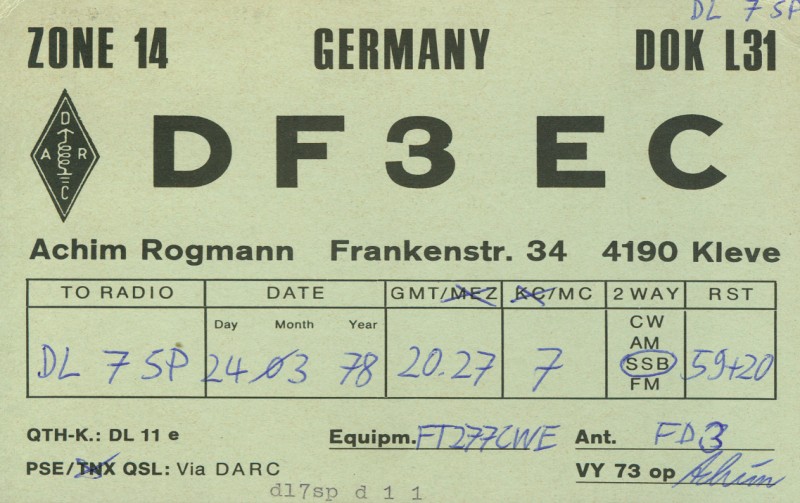 DL 7 SP
ZONE 14 GERMANY DOK L31
D A R C
DF3EC
Achim Rogmann Frankenstr. 34 4190 Kleve
TO RADIO DATE GMT/MEZ KC/MC 2 WAY RST
Day Month Year
CW
AM
DL 7 SP 24 03 78 20.27 7 SSB 59+20
FM
QTH-K.: DL 11 e Equipm. FT277CWE Ant. FD3
PSE/TNX QSL: Via DARC VY 73 op Achim
dl7sp d 1 1